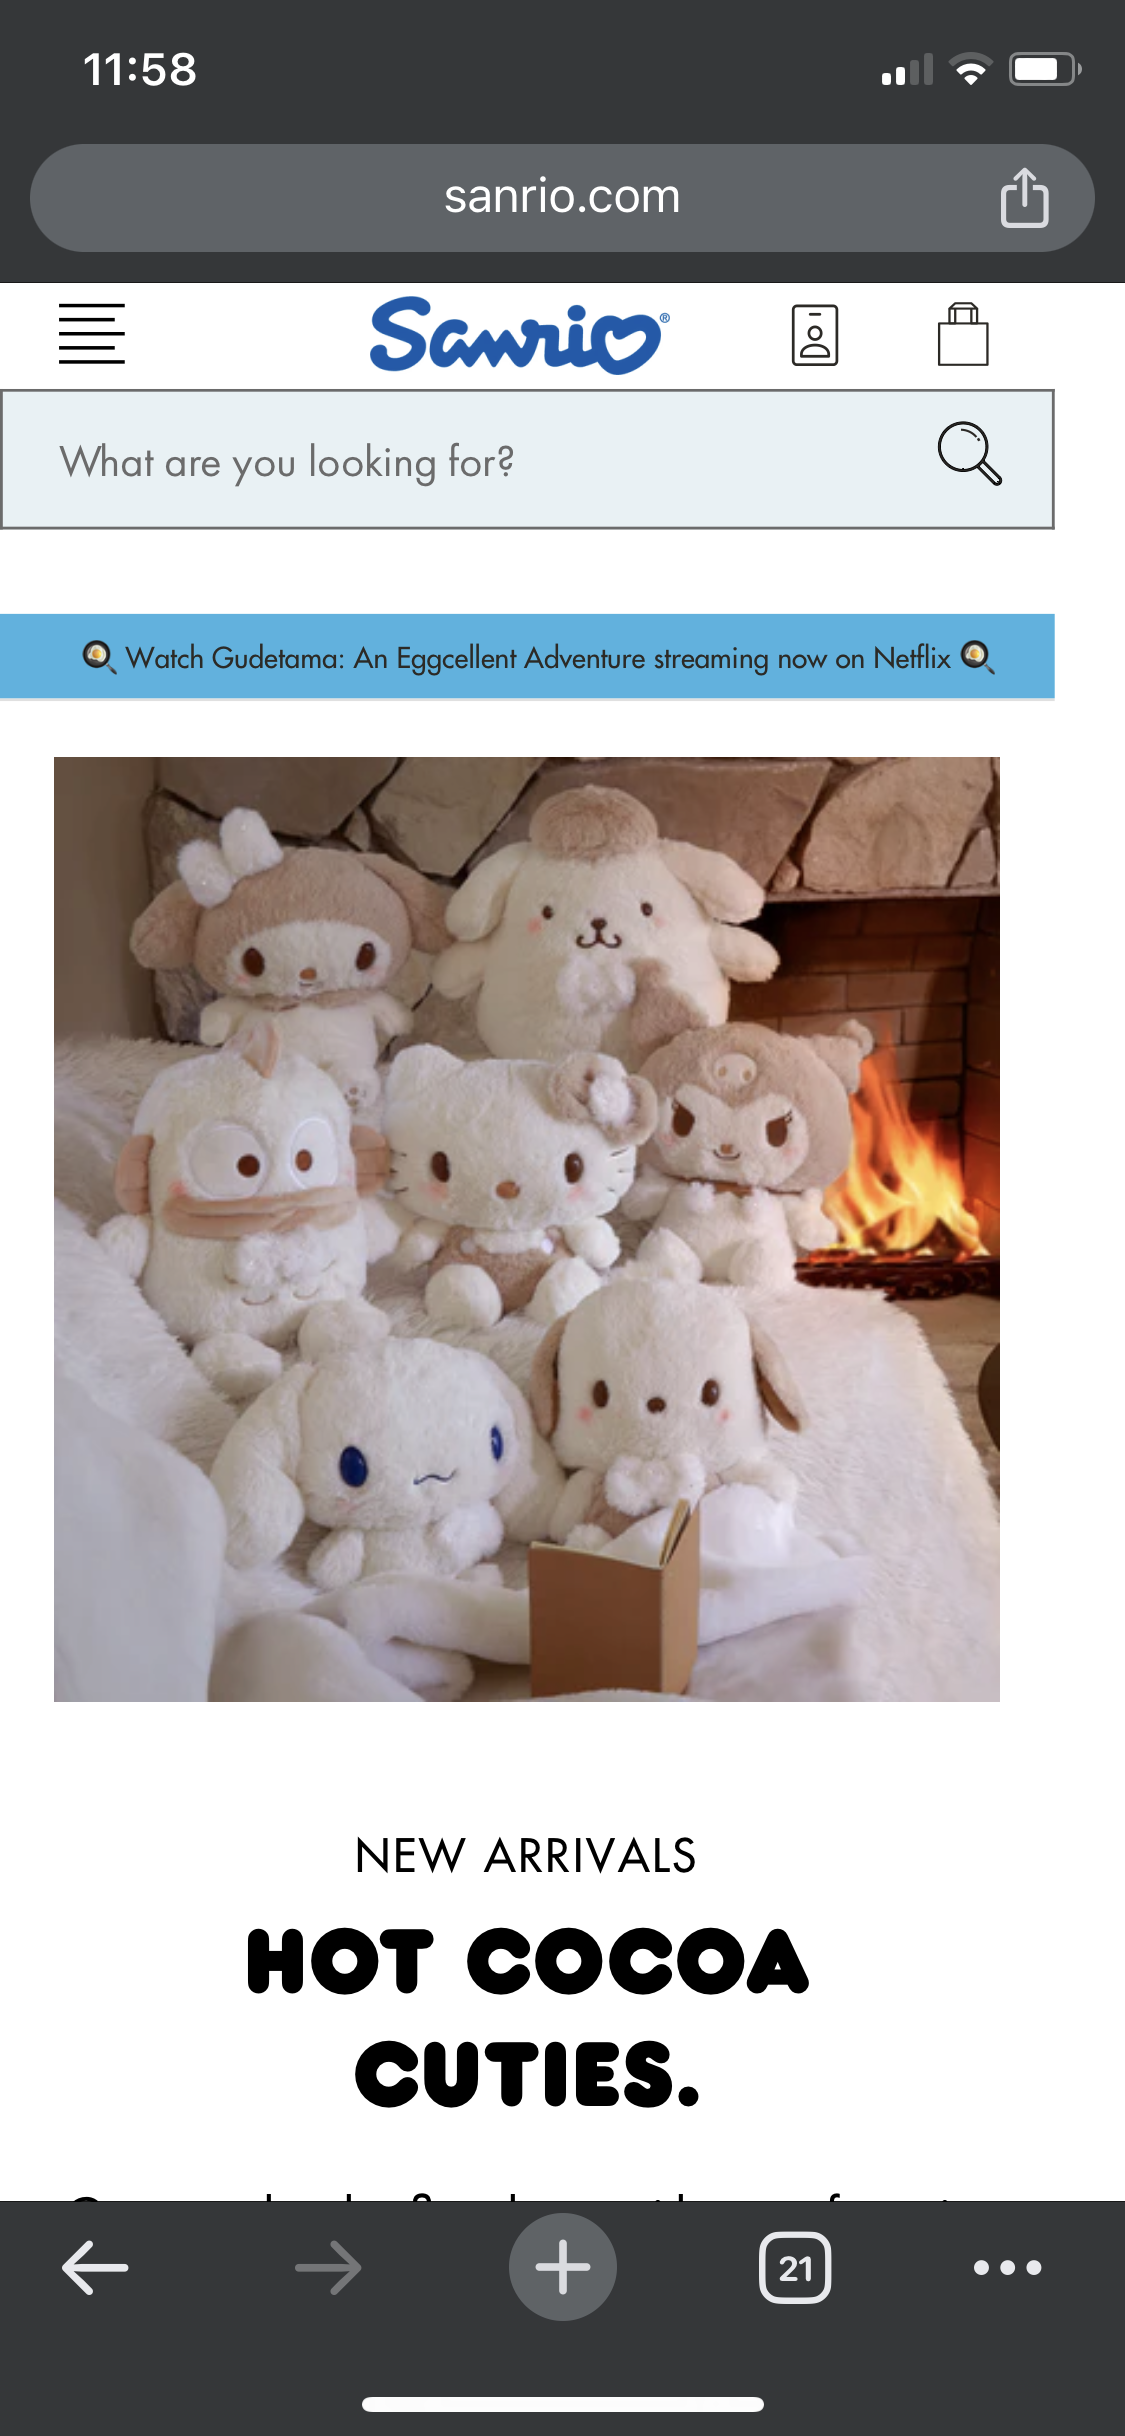 11:58
sanrio.com
Sanrio®
What are you looking for?
🍳 Watch Gudetama: An Eggcellent Adventure streaming now on Netflix 🍳
NEW ARRIVALS
HOT COCOA
CUTIES.
21